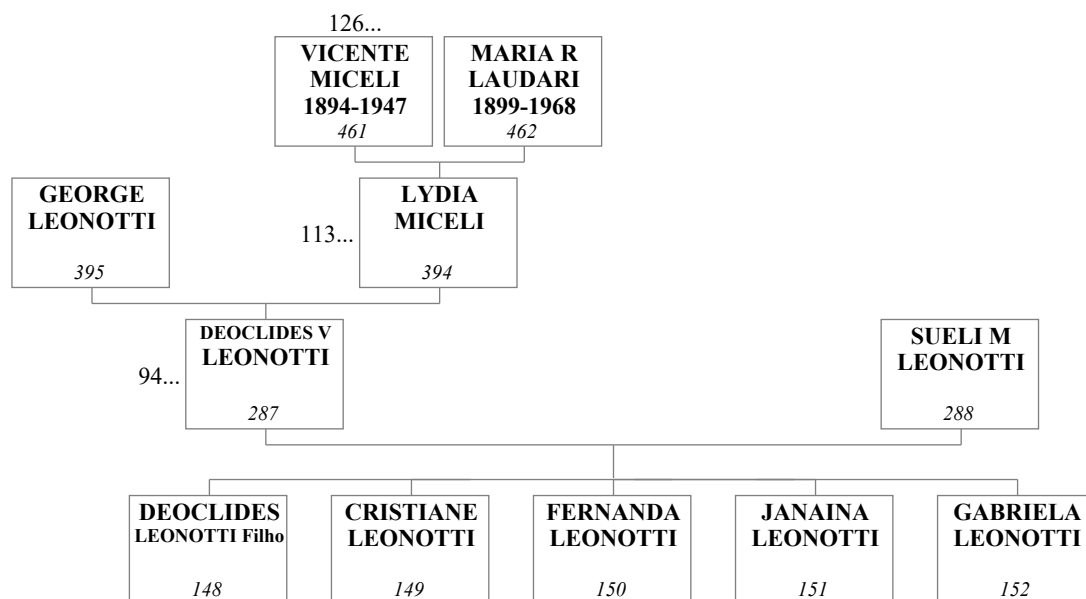 126...
VICENTE
MICELI
1894-1947
461
MARIA R
LAUDARI
1899-1968
462
GEORGE
LEONOTTI
395
113...
LYDIA
MICELI
394
94...
DEOCLIDES V
LEONOTTI
287
SUELI M
LEONOTTI
288
DEOCLIDES
LEONOTTI Filho
148
CRISTIANE
LEONOTTI
149
FERNANDA
LEONOTTI
150
JANAINA
LEONOTTI
151
GABRIELA
LEONOTTI
152